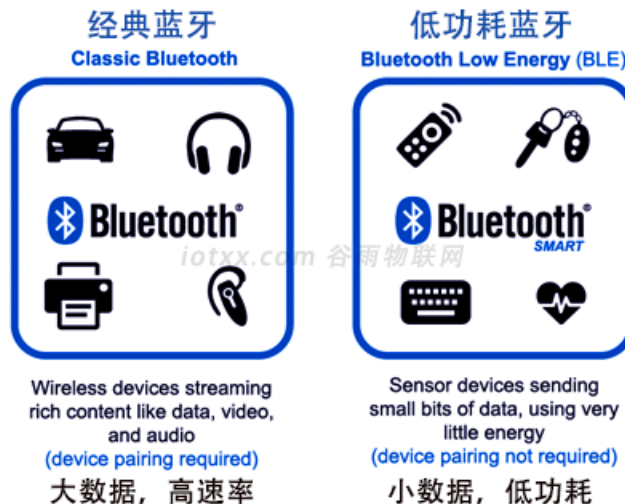 经典蓝牙
Classic Bluetooth
Bluetooth®
Wireless devices streaming
rich content like data, video,
and audio
(device pairing required)
大数据，高速率
低功耗蓝牙
Bluetooth Low Energy (BLE)
Bluetooth®
SMART
Sensor devices sending
small bits of data, using very
little energy
(device pairing not required)
小数据，低功耗
iotxx.com 谷雨物联网